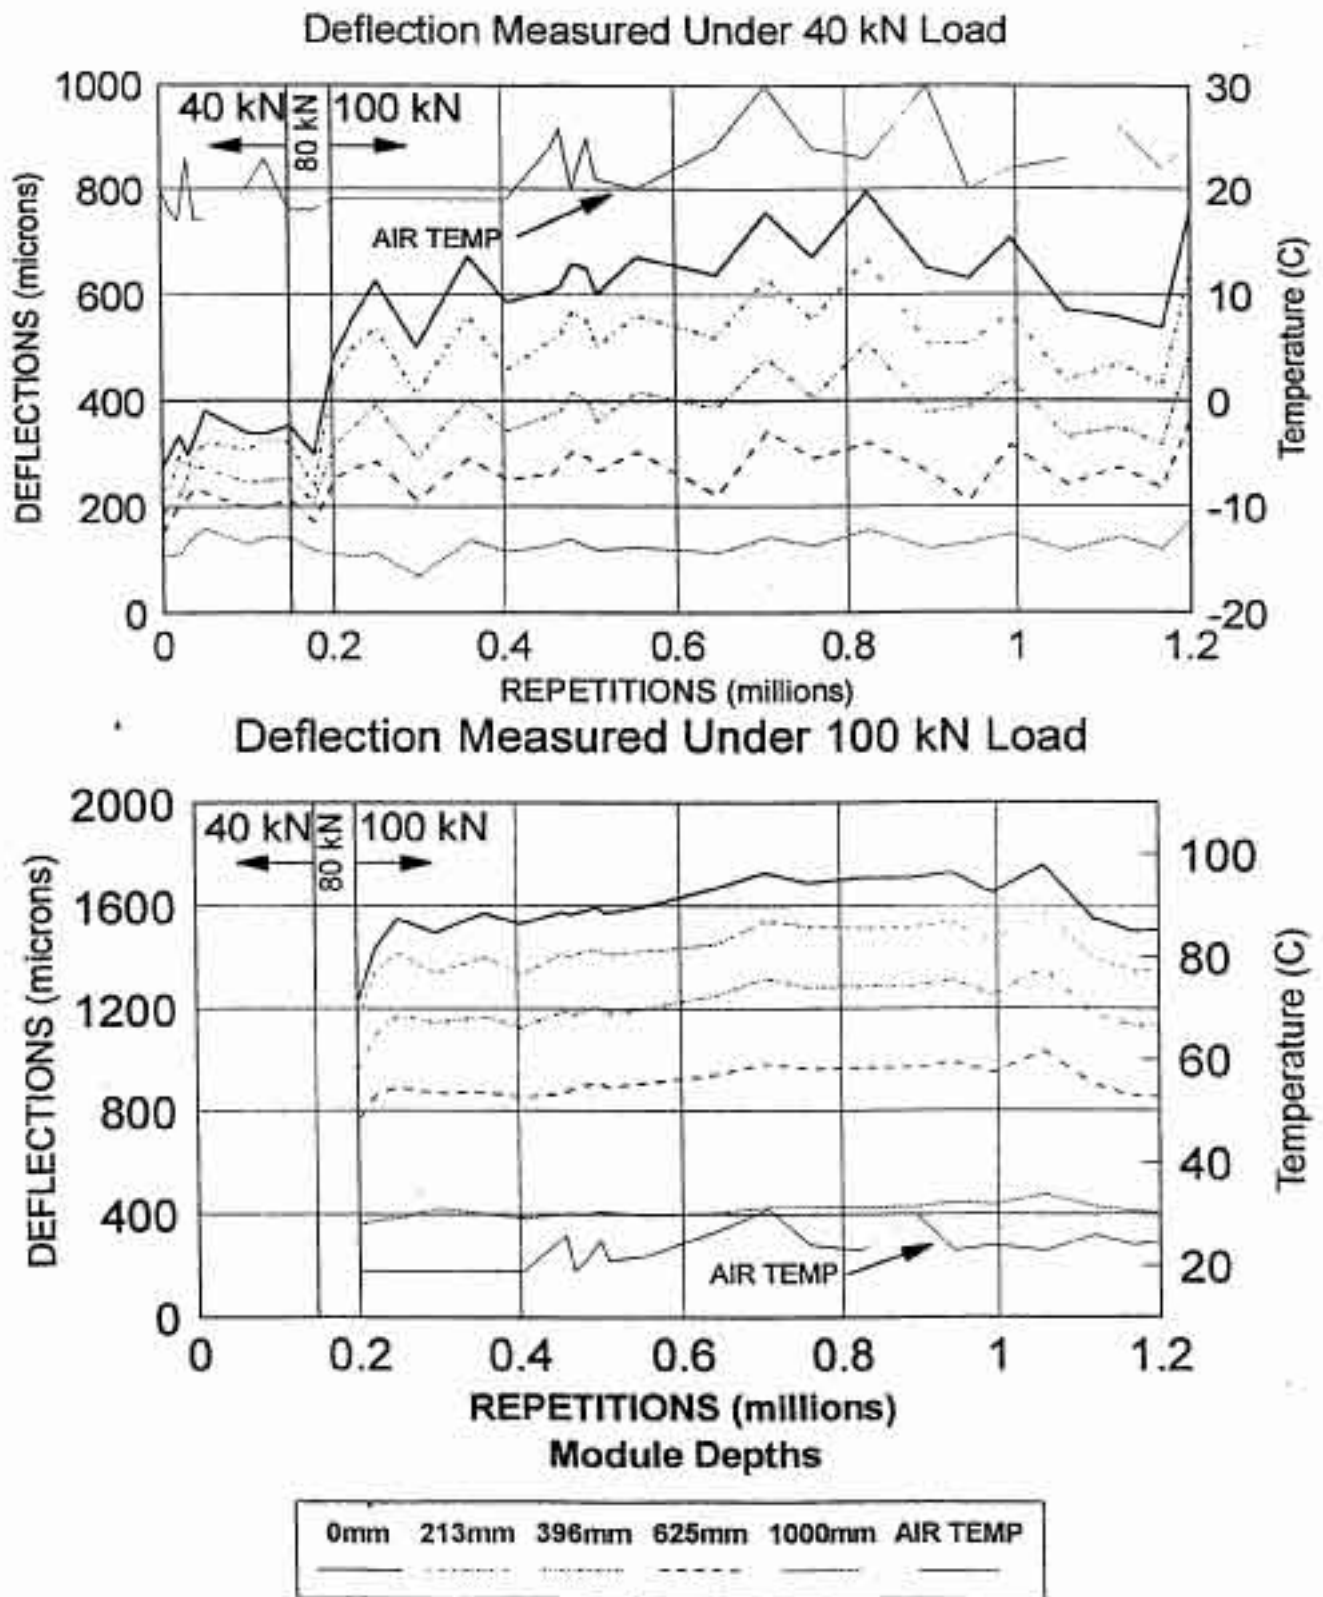 Deflection Measured Under 40 kN Load
1000
800
600
400
200
0
DEFLECTIONS (microns)
40 kN
80 kN
100 kN
AIR TEMP
30
20
10
0
-10
-20
Temperature (C)
0
0.2
0.4
0.6
0.8
1
1.2
REPETITIONS (millions)
Deflection Measured Under 100 kN Load
2000
1600
1200
800
400
0
DEFLECTIONS (microns)
40 kN
80 kN
100 kN
AIR TEMP
100
80
60
40
20
Temperature (C)
0
0.2
0.4
0.6
0.8
1
1.2
REPETITIONS (millions)
Module Depths
0mm 213mm 396mm 625mm 1000mm AIR TEMP